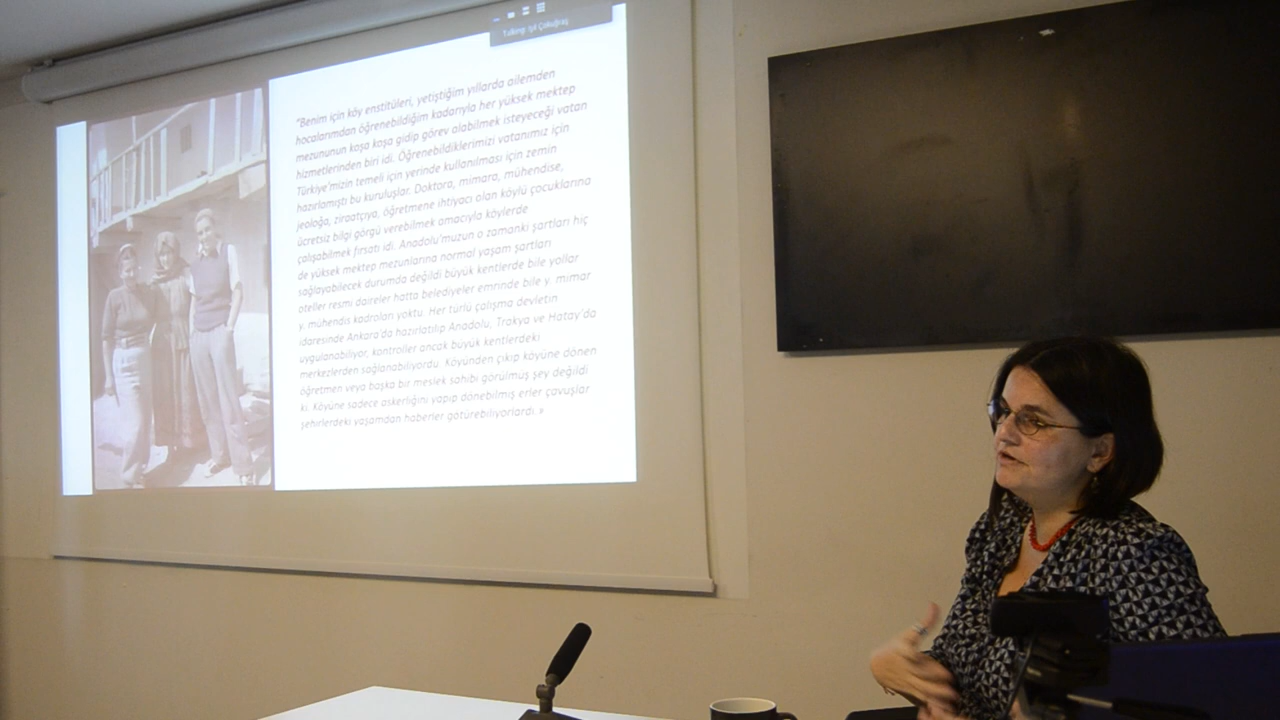 Talking:
"Benim için köy enstitüleri, yetiştiğim yıllarda ailemden
hocalarımdan öğrenebildiğim kadarıyla her yüksek mektep
mezununun koşa koşa gidip görev alabilmek isteyeceği vatan
hizmetlerinden biri idi. Öğrenebildiklerimizi vatanımız için
Türkiye'mizin temeli için yerinde kullanılması için zemin
hazırlamıştı bu kuruluşlar. Doktora, mimara, mühendise,
jeoloğa, ziraatçıya, öğretmene ihtiyacı olan köylü çocuklarına
ücretsiz bilgi görgü verebilmek amacıyla köylerde
çalışabilmek fırsatı idi. Anadolu'muzun o zamanki şartları hiç
de yüksek mektep mezunlarına normal yaşam şartları
sağlayabilecek durumda değildi büyük kentlerde bile yollar
oteller resmi daireler hatta belediyeler emrinde bile y. mimar
y. mühendis kadroları yoktu. Her türlü çalışma devletin
idaresinde Ankara'da hazırlatılıp Anadolu, Trakya ve Hatay'da
uygulanabiliyor, kontroller ancak büyük kentlerdeki
merkezlerden sağlanabiliyordu. Köyünden çıkıp köyüne dönen
öğretmen veya başka bir meslek sahibi görülmüş şey değildi
ki. Köyüne sadece askerliğini yapıp dönebilmiş erler çavuşlar
şehirlerdeki yaşamdan haberler götürebiliyorlardı.»